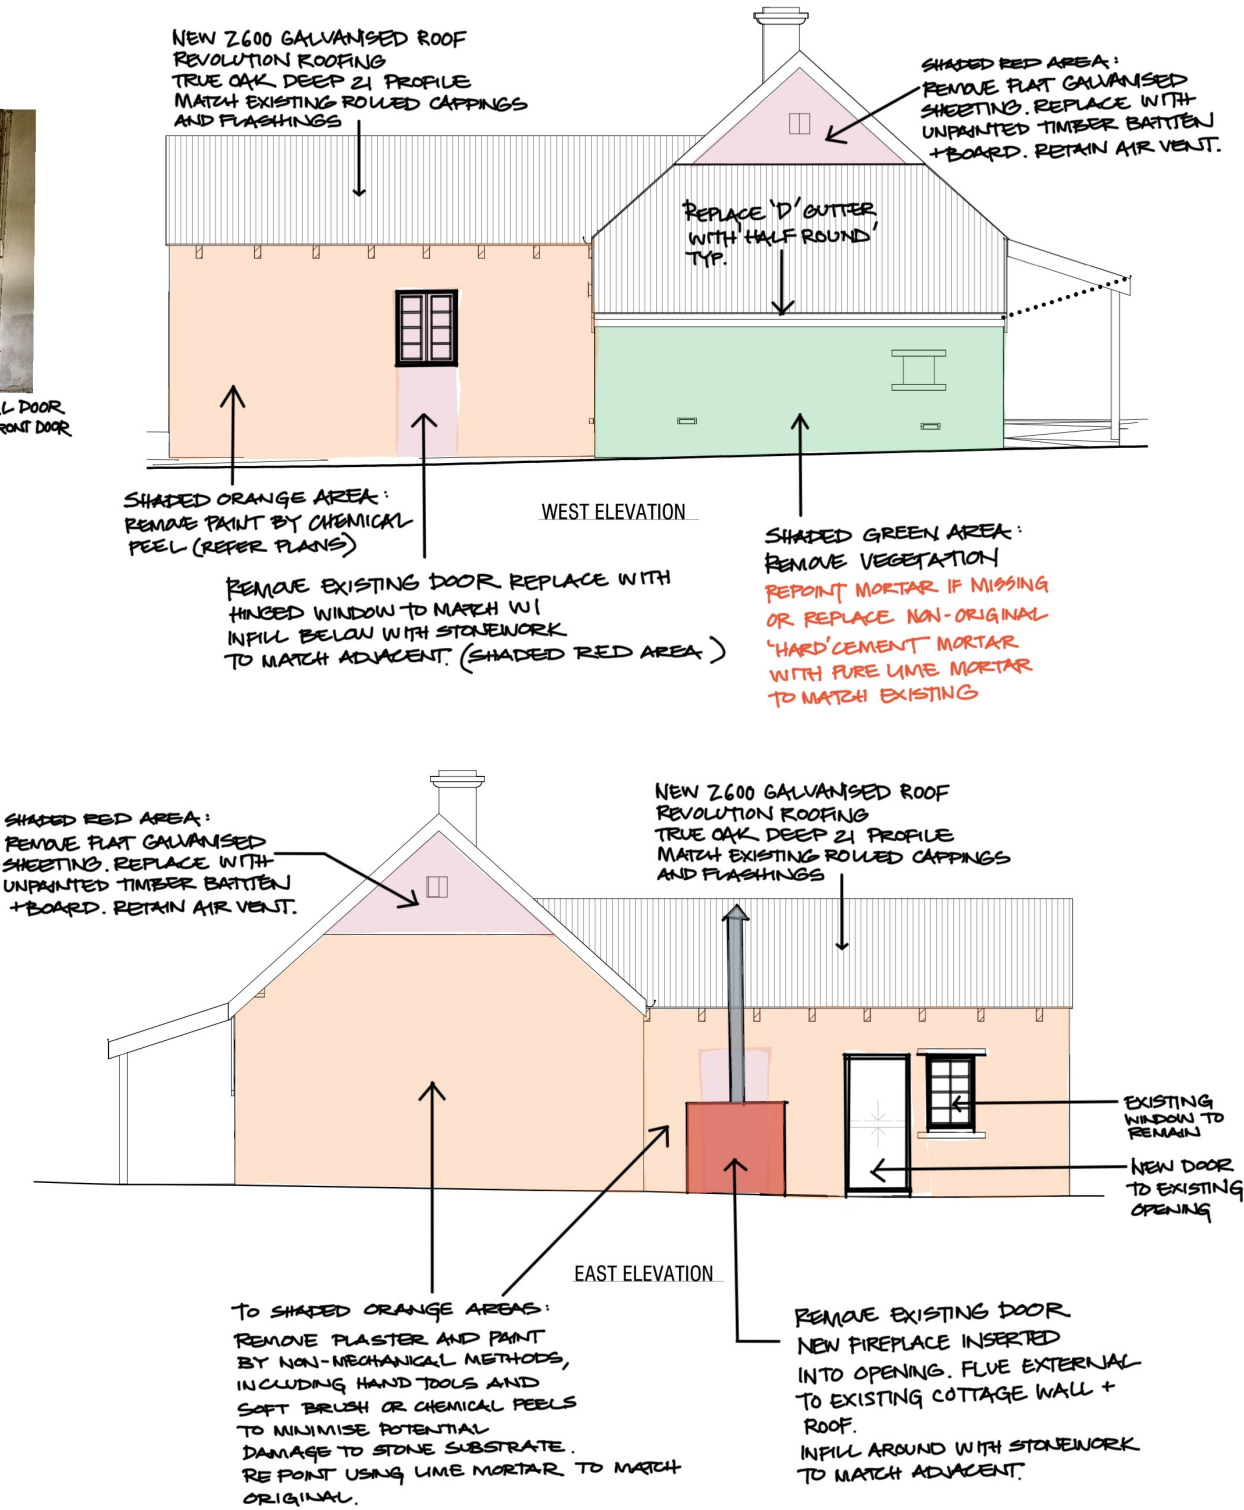 NEW Z600 GALVANISED ROOF
REVOLUTION ROOFING
TRUE OAK DEEP 21 PROFILE
MATCH EXISTING ROLLED CAPPINGS
AND FLASHINGS
SHADED RED AREA:
REMOVE FLAT GALVANISED
SHEETING. REPLACE WITH
UNPAINTED TIMBER BATTEN
+BOARD. RETAIN AIR VENT.
REPLACE 'D' GUTTER
WITH 'HALF ROUND'
TYP.
L DOOR
FRONT DOOR
SHADED ORANGE AREA:
REMOVE PAINT BY CHEMICAL
PEEL (REFER PLANS)
WEST ELEVATION
REMOVE EXISTING DOOR REPLACE WITH
HINGED WINDOW TO MATCH W1
INFILL BELOW WITH STONEWORK
TO MATCH ADJACENT. (SHADED RED AREA)
SHADED GREEN AREA:
REMOVE VEGETATION
REPOINT MORTAR IF MISSING
OR REPLACE NON-ORIGINAL
'HARD' CEMENT MORTAR
WITH PURE LIME MORTAR
TO MATCH EXISTING
SHADED RED AREA:
REMOVE FLAT GALVANISED
SHEETING. REPLACE WITH
UNPAINTED TIMBER BATTEN
+BOARD. RETAIN AIR VENT.
NEW Z600 GALVANISED ROOF
REVOLUTION ROOFING
TRUE OAK DEEP 21 PROFILE
MATCH EXISTING ROLLED CAPPINGS
AND FLASHINGS
EXISTING
WINDOW TO
REMAIN
NEW DOOR
TO EXISTING
OPENING
EAST ELEVATION
TO SHADED ORANGE AREAS:
REMOVE PLASTER AND PAINT
BY NON-MECHANICAL METHODS,
INCLUDING HAND TOOLS AND
SOFT BRUSH OR CHEMICAL PEELS
TO MINIMISE POTENTIAL
DAMAGE TO STONE SUBSTRATE.
RE POINT USING LIME MORTAR TO MATCH
ORIGINAL.
REMOVE EXISTING DOOR
NEW FIREPLACE INSERTED
INTO OPENING. FLUE EXTERNAL
TO EXISTING COTTAGE WALL +
ROOF.
INFILL AROUND WITH STONEWORK
TO MATCH ADJACENT.